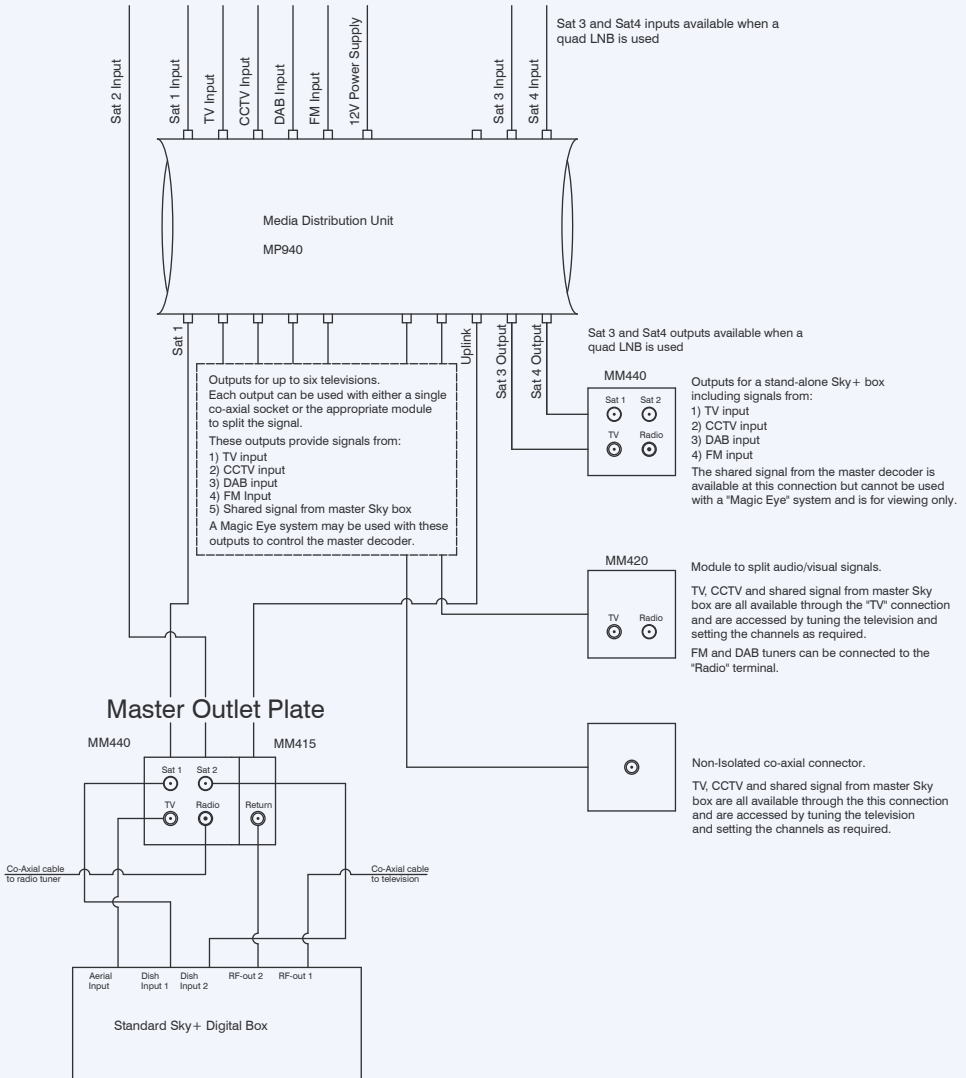 Sat 3 and Sat4 inputs available when a
quad LNB is used
Sat 2 Input
Sat 1 Input
TV Input
CCTV Input
DAB Input
FM Input
12V Power Supply
Sat 3 Input
Sat 4 Input
Media Distribution Unit
MP940
Sat 1
Uplink
Sat 3 Output
Sat 4 Output
Sat 3 and Sat4 outputs available when a
quad LNB is used
Outputs for up to six televisions.
Each output can be used with either a single
co-axial socket or the appropriate module
to split the signal.
These outputs provide signals from:
1) TV input
2) CCTV input
3) DAB input
4) FM Input
5) Shared signal from master Sky box
A Magic Eye system may be used with these
outputs to control the master decoder.
MM440
Sat 1
Sat 2
TV
Radio
Outputs for a stand-alone Sky+ box
including signals from:
1) TV input
2) CCTV input
3) DAB input
4) FM input
The shared signal from the master decoder is
available at this connection but cannot be used
with a "Magic Eye" system and is for viewing only.
MM420
TV
Radio
Module to split audio/visual signals.
TV, CCTV and shared signal from master Sky
box are all available through the "TV" connection
and are accessed by tuning the television and
setting the channels as required.
FM and DAB tuners can be connected to the
"Radio" terminal.
Non-Isolated co-axial connector.
TV, CCTV and shared signal from master Sky
box are all available through the this connection
and are accessed by tuning the television
and setting the channels as required.
Master Outlet Plate
MM440
MM415
Sat 1
Sat 2
TV
Radio
Return
Co-Axial cable
to radio tuner
Co-Axial cable
to television
Aerial
Input
Dish
Input 1
Dish
Input 2
RF-out 2
RF-out 1
Standard Sky+ Digital Box